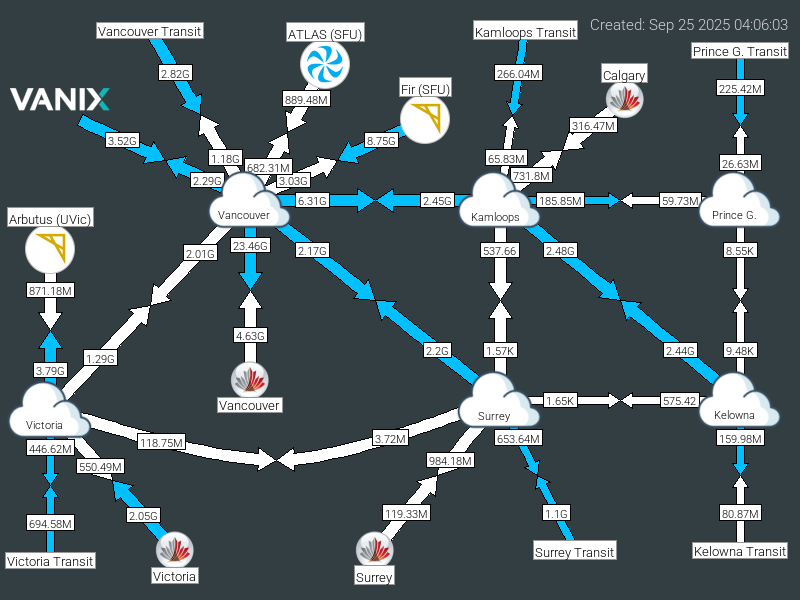 Created: Sep 25 2025 04:06:03
Vancouver Transit
ATLAS (SFU)
Kamloops Transit
Prince G. Transit
2.82G
266.04M
Calgary
225.42M
VANIX
889.48M
Fir (SFU)
316.47M
3.52G
8.75G
1.18G
682.31M
65.83M
731.8M
26.63M
2.29G
3.03G
6.31G
2.45G
185.85M
59.73M
Vancouver
Kamloops
Prince G.
Arbutus (UVic)
2.01G
23.46G
2.17G
537.66
2.48G
8.55K
871.18M
4.63G
1.29G
2.2G
1.57K
2.44G
9.48K
3.79G
Vancouver
1.65K
575.42
Victoria
Surrey
Kelowna
446.62M
118.75M
3.72M
653.64M
159.98M
550.49M
984.18M
694.58M
2.05G
119.33M
1.1G
80.87M
Victoria Transit
Victoria
Surrey
Surrey Transit
Kelowna Transit